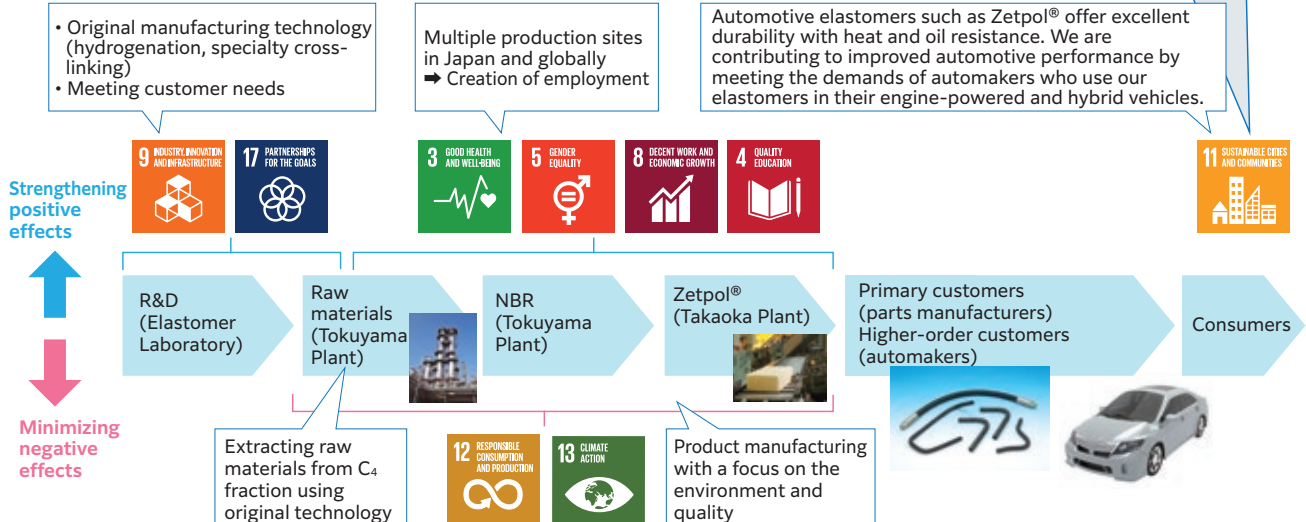 • Original manufacturing technology
(hydrogenation, specialty cross-
linking)
• Meeting customer needs
Multiple production sites
in Japan and globally
➡ Creation of employment
Automotive elastomers such as Zetpol® offer excellent
durability with heat and oil resistance. We are
contributing to improved automotive performance by
meeting the demands of automakers who use our
elastomers in their engine-powered and hybrid vehicles.
9 INDUSTRY, INNOVATION
AND INFRASTRUCTURE
17 PARTNERSHIPS
FOR THE GOALS
3 GOOD HEALTH
AND WELL-BEING
5 GENDER
EQUALITY
8 DECENT WORK AND
ECONOMIC GROWTH
4 QUALITY
EDUCATION
11 SUSTAINABLE CITIES
AND COMMUNITIES
Strengthening
positive
effects
R&D
(Elastomer
Laboratory)
Raw
materials
(Tokuyama
Plant)
NBR
(Tokuyama
Plant)
Zetpol®
(Takaoka Plant)
Primary customers
(parts manufacturers)
Higher-order customers
(automakers)
Consumers
Minimizing
negative
effects
Extracting raw
materials from C₄
fraction using
original technology
12 RESPONSIBLE
CONSUMPTION
AND PRODUCTION
13 CLIMATE
ACTION
Product manufacturing
with a focus on the
environment and
quality